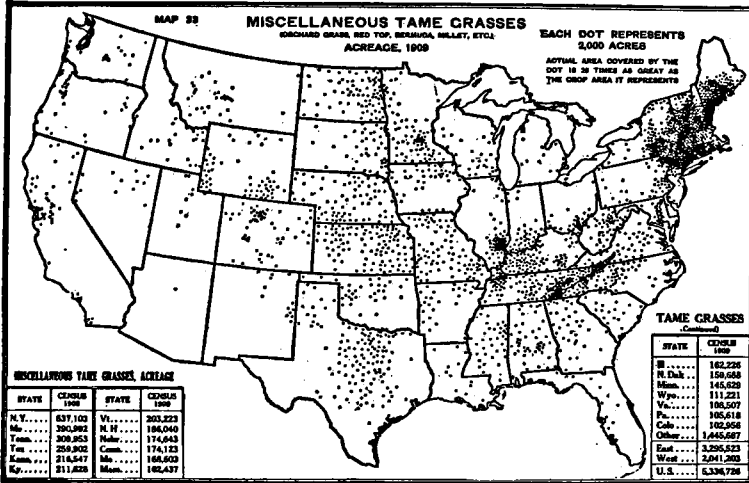 MAP 33
MISCELLANEOUS TAME GRASSES
(ORCHARD GRASS, RED TOP, BERMUDA, MILLET, ETC.)
ACREAGE, 1909
EACH DOT REPRESENTS
2,000 ACRES
ACTUAL AREA COVERED BY THE
DOT IS 28 TIMES AS GREAT AS
THE CROP AREA IT REPRESENTS
MISCELLANEOUS TAME GRASSES, ACREAGE
STATE CENSUS 1909 STATE CENSUS 1909
N.Y...... 637,103 Vt...... 203,223
Me...... 390,992 N.H..... 186,040
Tenn..... 308,953 Nebr.... 174,643
Tex..... 259,902 Conn.... 174,123
Kans..... 216,547 Mo...... 168,603
Ky...... 211,628 Mass.... 162,437
TAME GRASSES
(Continued)
STATE CENSUS 1909
Ill...... 162,226
N. Dak... 159,688
Minn..... 145,629
Wyo..... 111,221
Va...... 106,507
Pa...... 105,618
Colo..... 102,956
Other.... 1,445,687
East.... 3,295,523
West.... 2,041,203
U.S..... 5,336,726